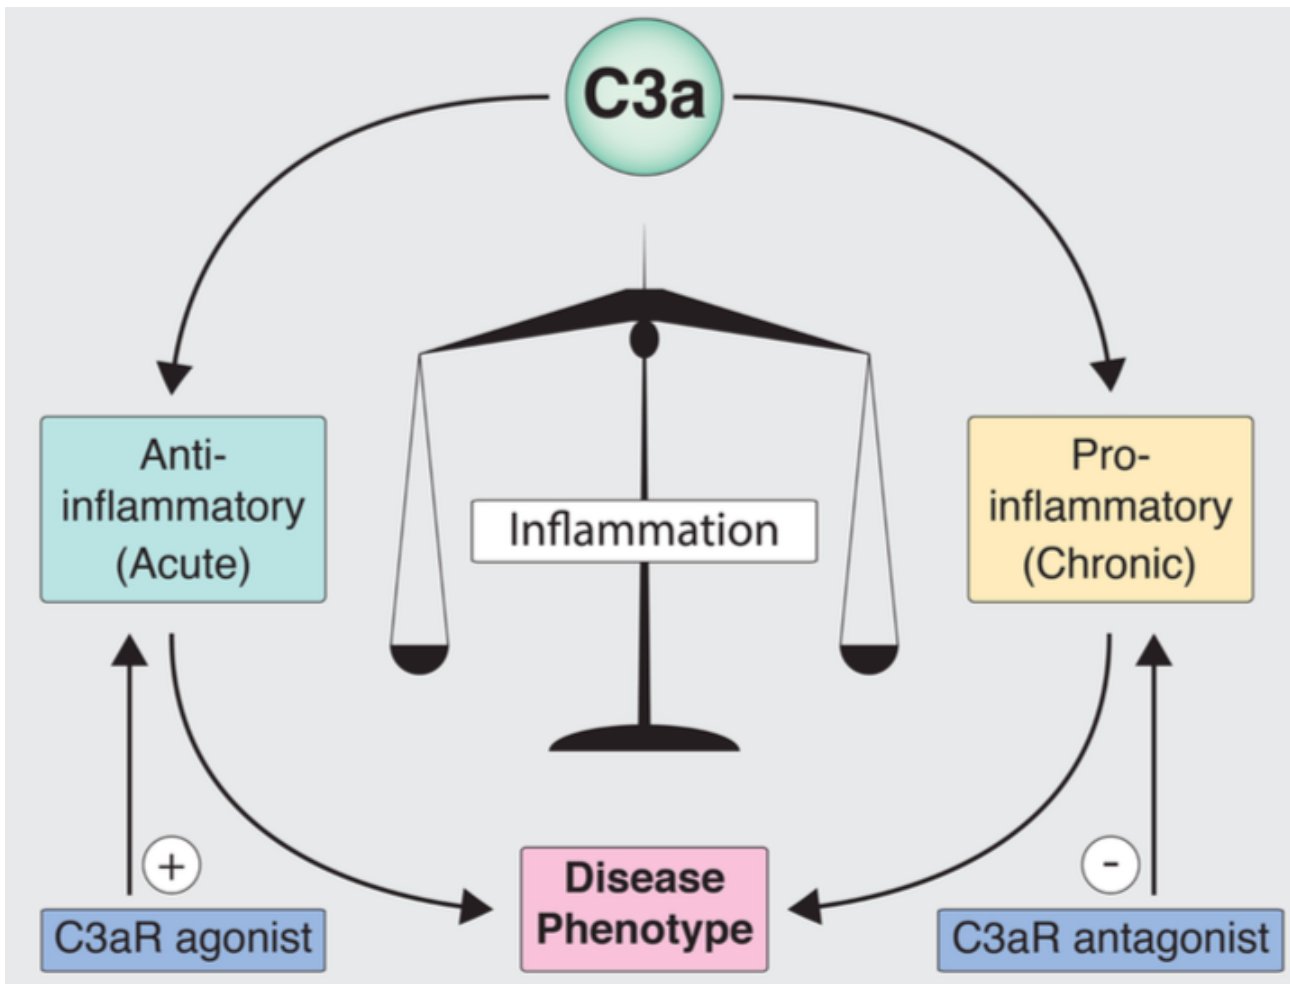 C3a
Anti-
inflammatory
(Acute)
Inflammation
Pro-
inflammatory
(Chronic)
+
C3aR agonist
Disease
Phenotype
-
C3aR antagonist